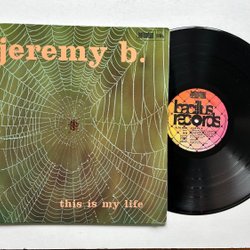 jeremy b.
this is my life
bacillus
records